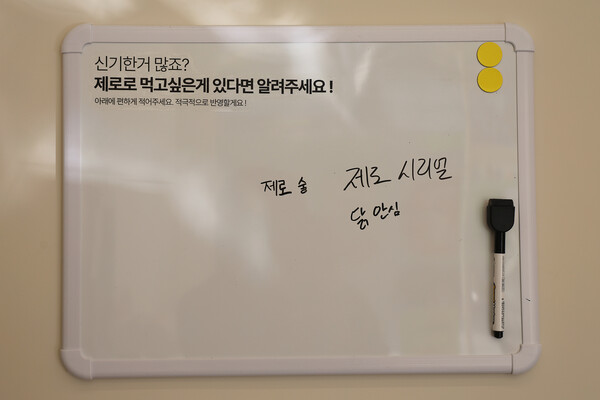 신기한거 많죠?
제로로 먹고싶은게 있다면 알려주세요!
아래에 편하게 적어주세요. 적극적으로 반영할게요!
제로 술
제로 시리얼
닭 안심